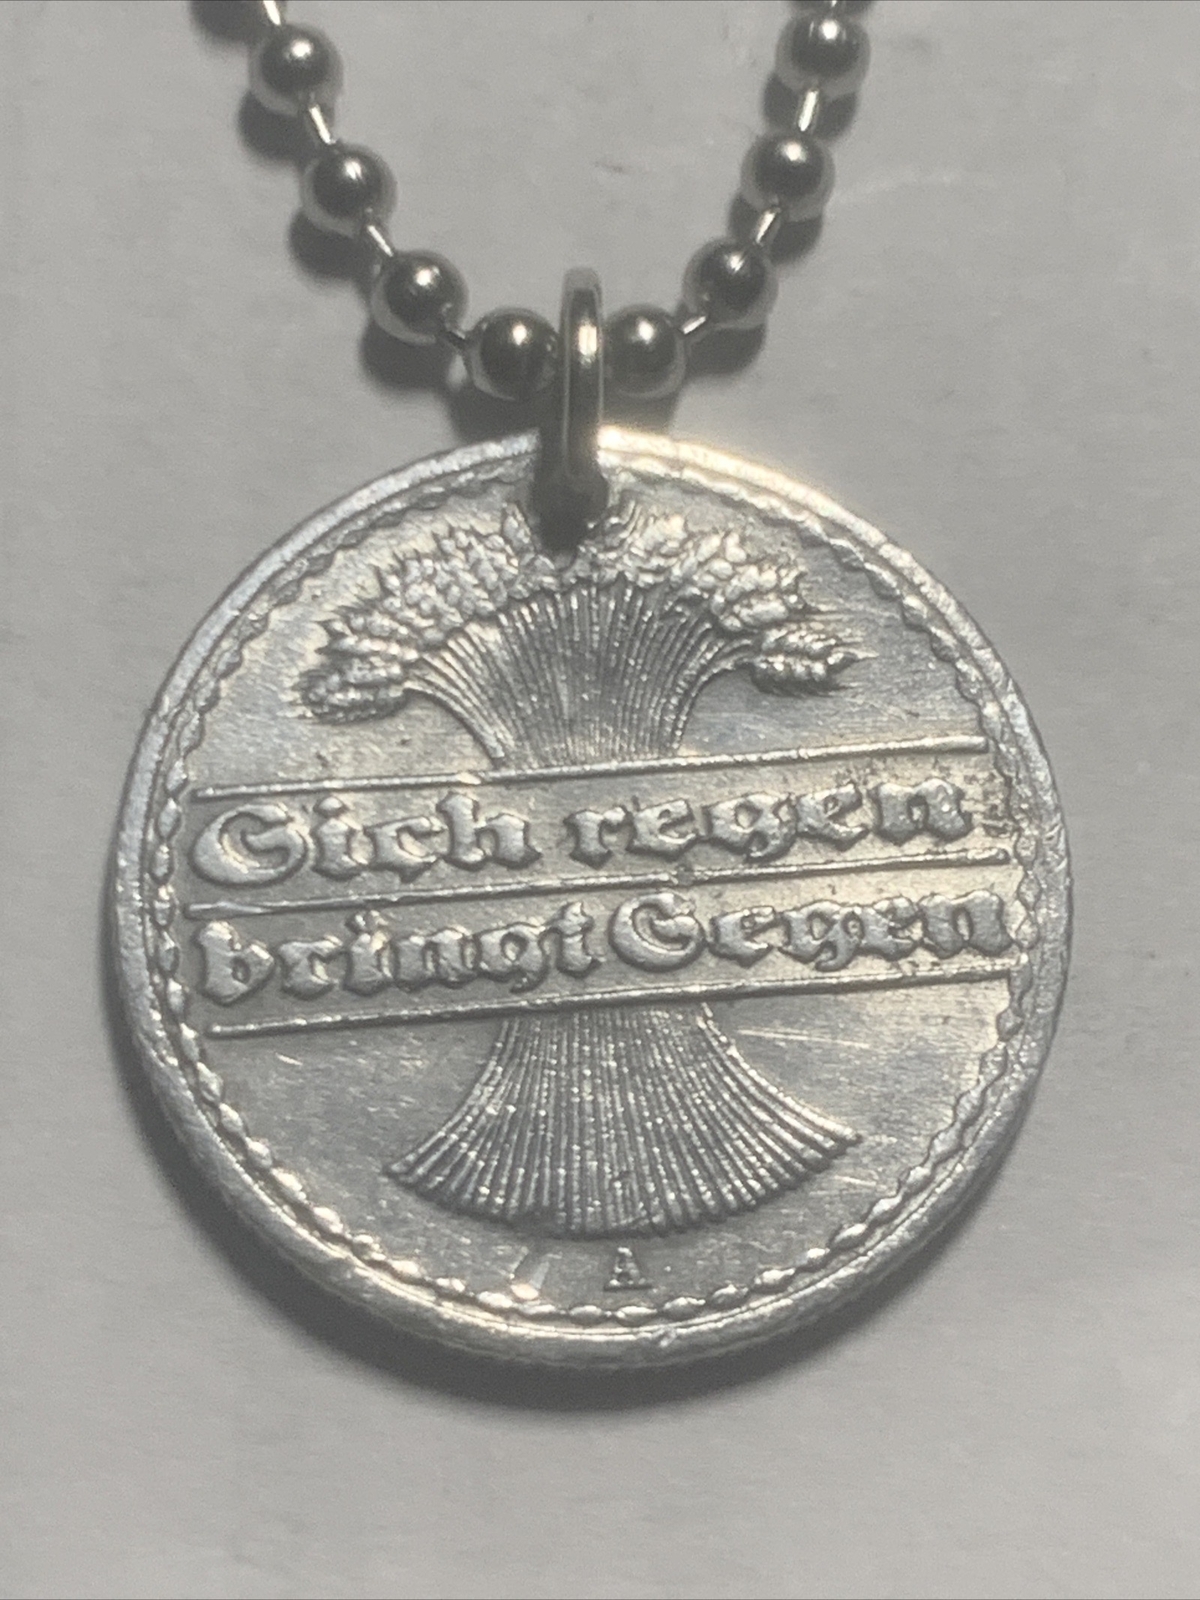 Sich regen
bringt Segen
A